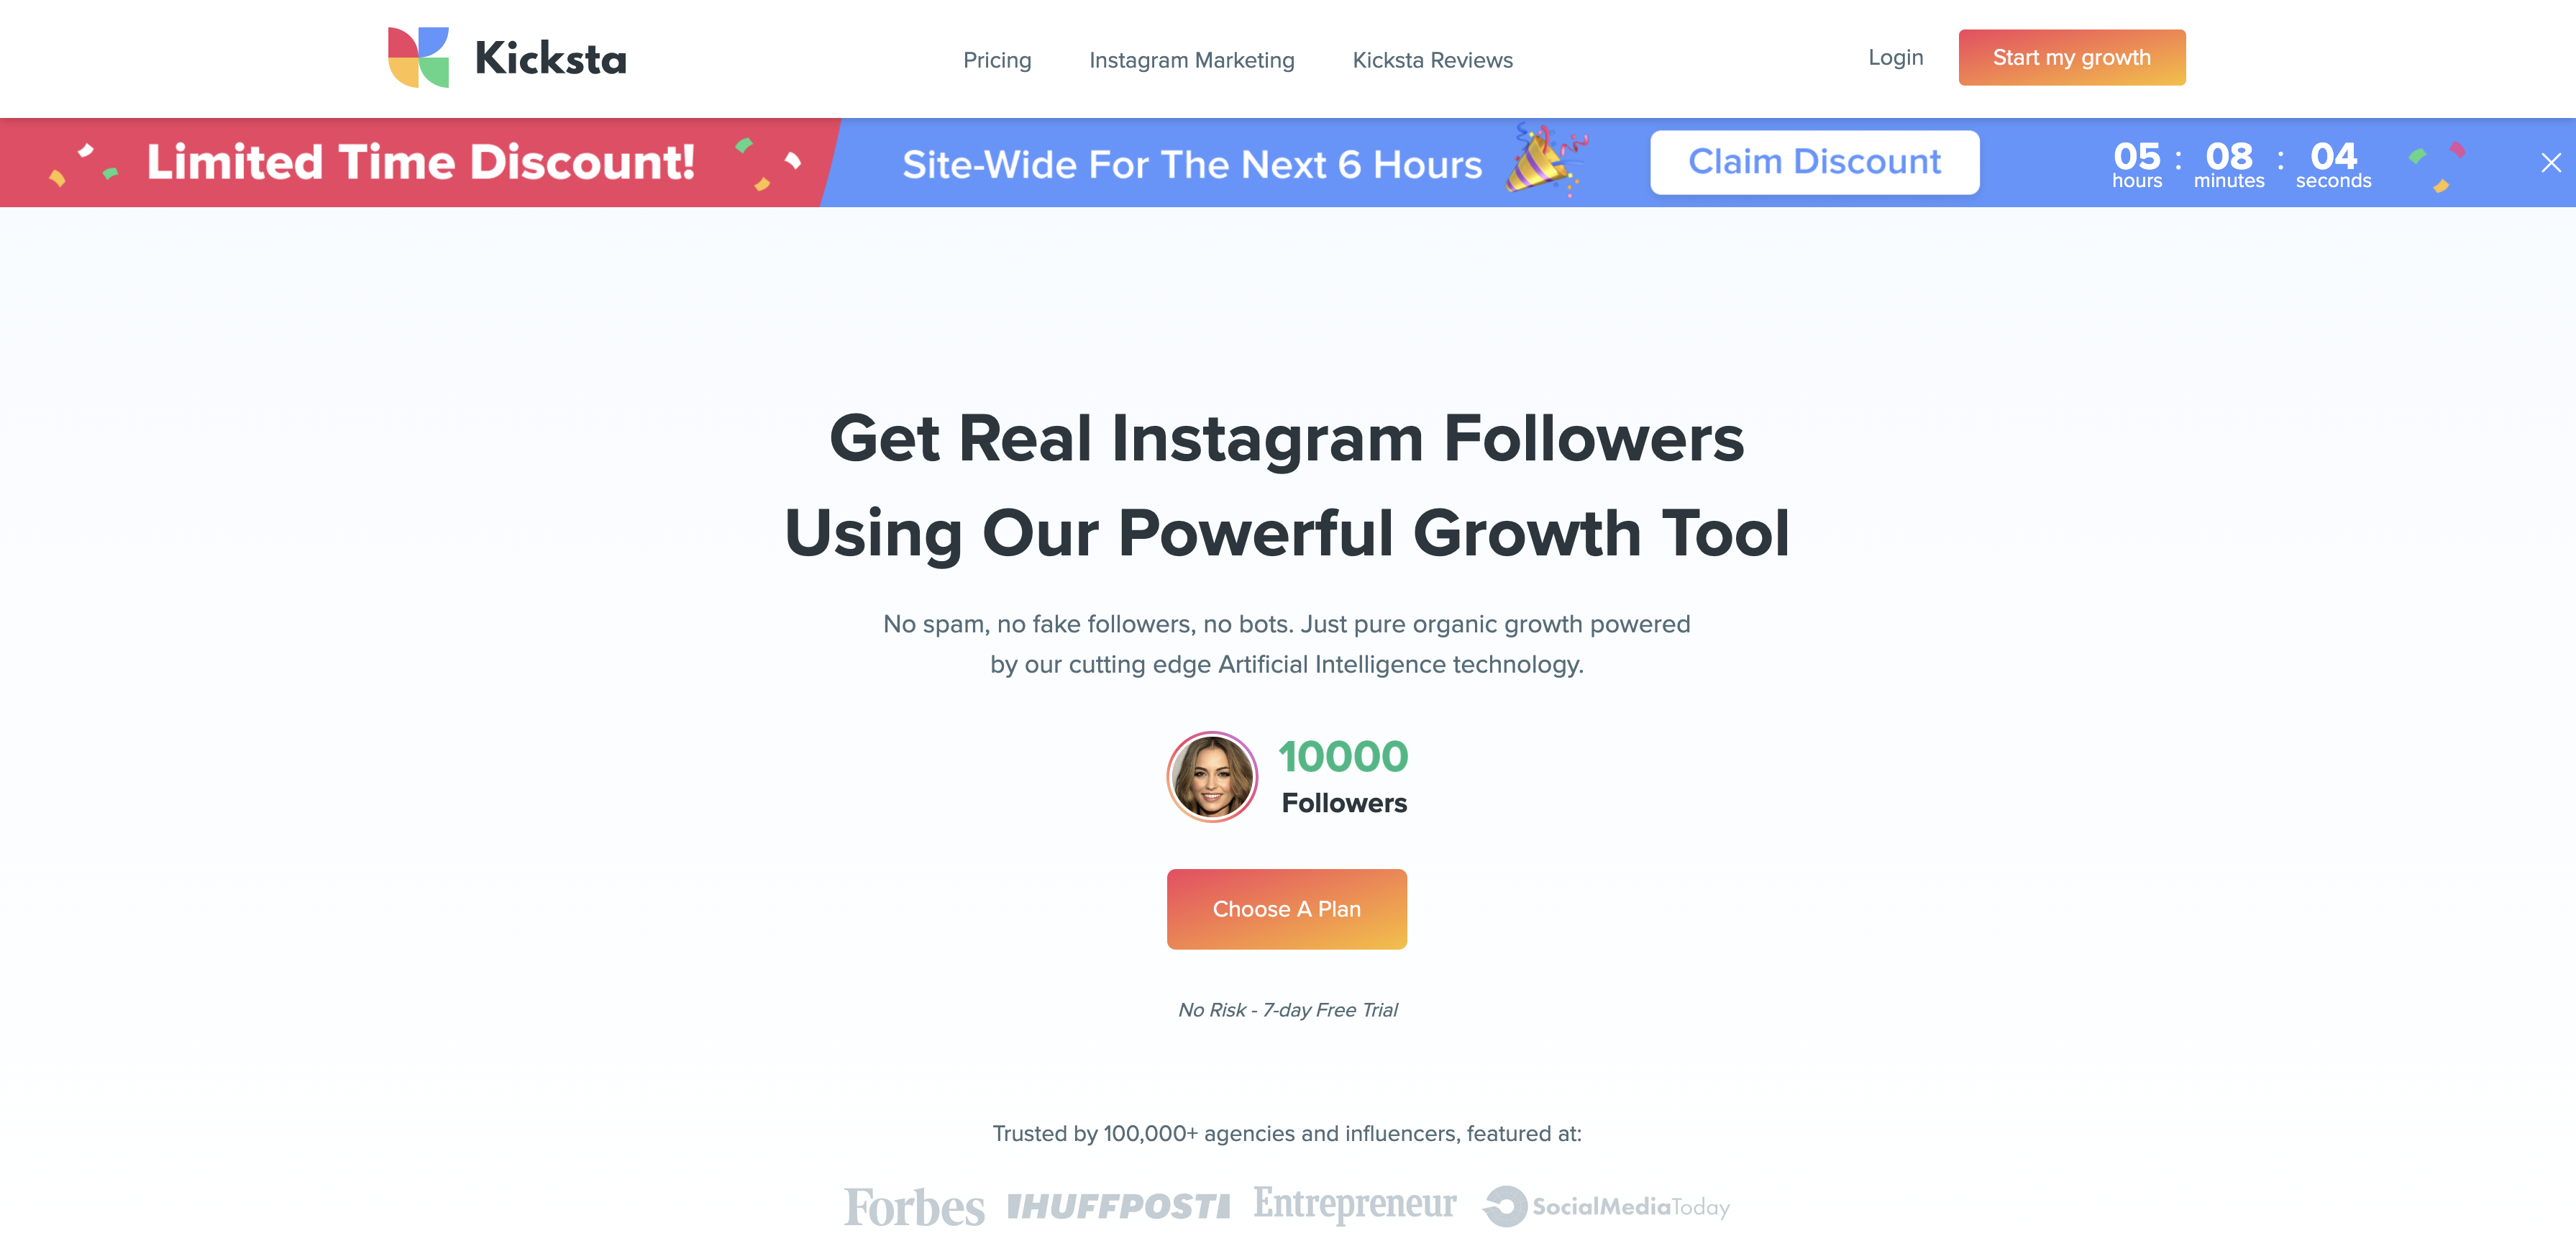 Kicksta
Pricing
Instagram Marketing
Kicksta Reviews
Login
Start my growth
Limited Time Discount!
Site-Wide For The Next 6 Hours
Claim Discount
05 : 08 : 04
hours minutes seconds
Get Real Instagram Followers
Using Our Powerful Growth Tool
No spam, no fake followers, no bots. Just pure organic growth powered
by our cutting edge Artificial Intelligence technology.
10000
Followers
Choose A Plan
No Risk - 7-day Free Trial
Trusted by 100,000+ agencies and influencers, featured at:
Forbes
HUFFPOST
Entrepreneur
SocialMediaToday